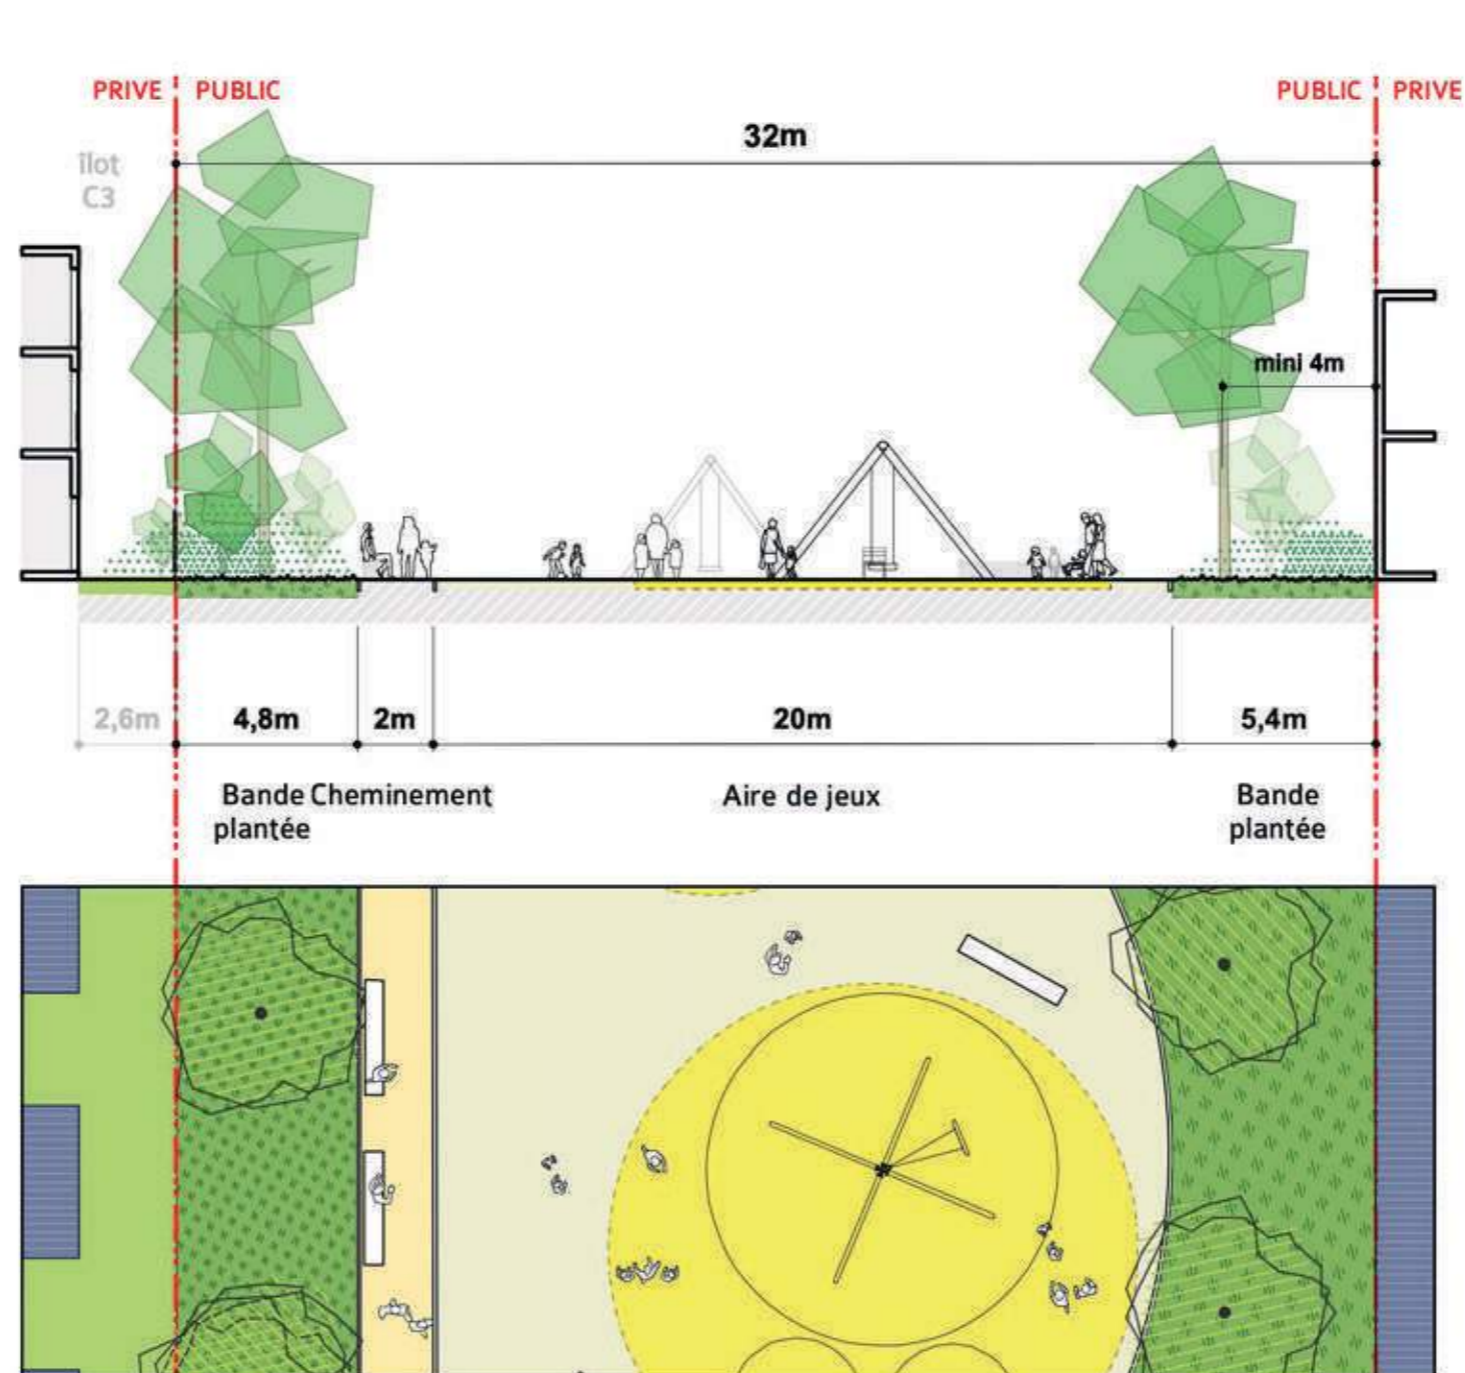 PRIVE PUBLIC PUBLIC PRIVE
32m
îlot
C3
mini 4m
2,6m 4,8m 2m 20m 5,4m
Bande Cheminement Aire de jeux Bande
plantée plantée